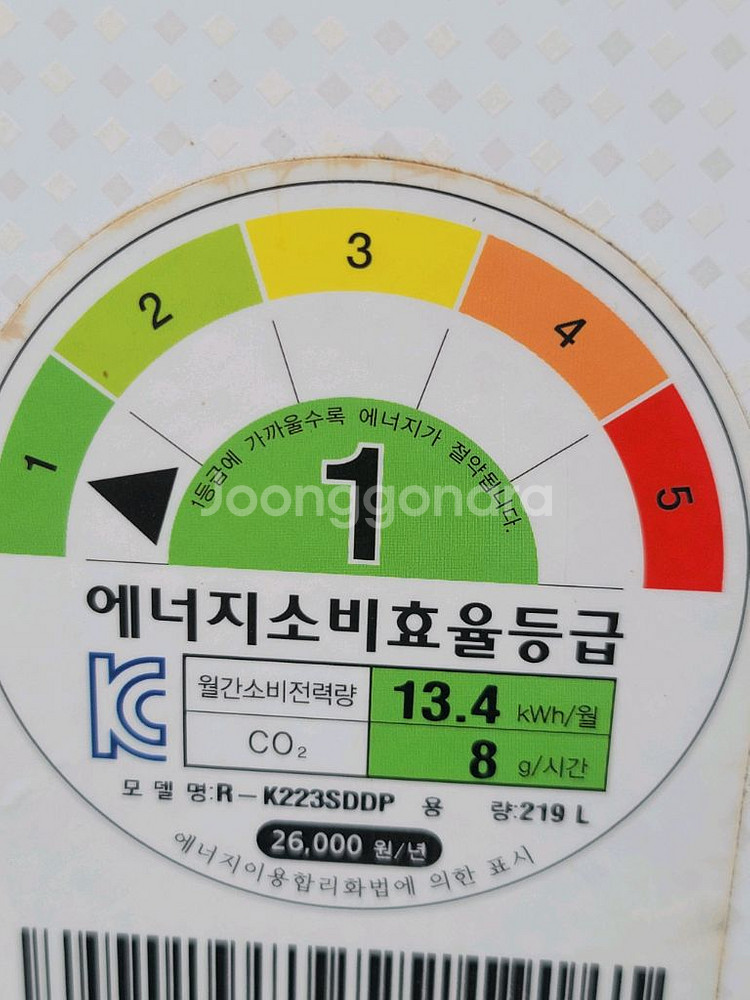 3
2
4
1
5
1등급에 가까울수록 에너지가 절약됩니다.
1
Joonggonara
에너지소비효율등급
월간소비전력량 13.4 kWh/월
CO₂ 8 g/시간
모 델 명:R-K223SDDP 용 량:219 L
26,000 원/년
에너지이용합리화법에 의한 표시